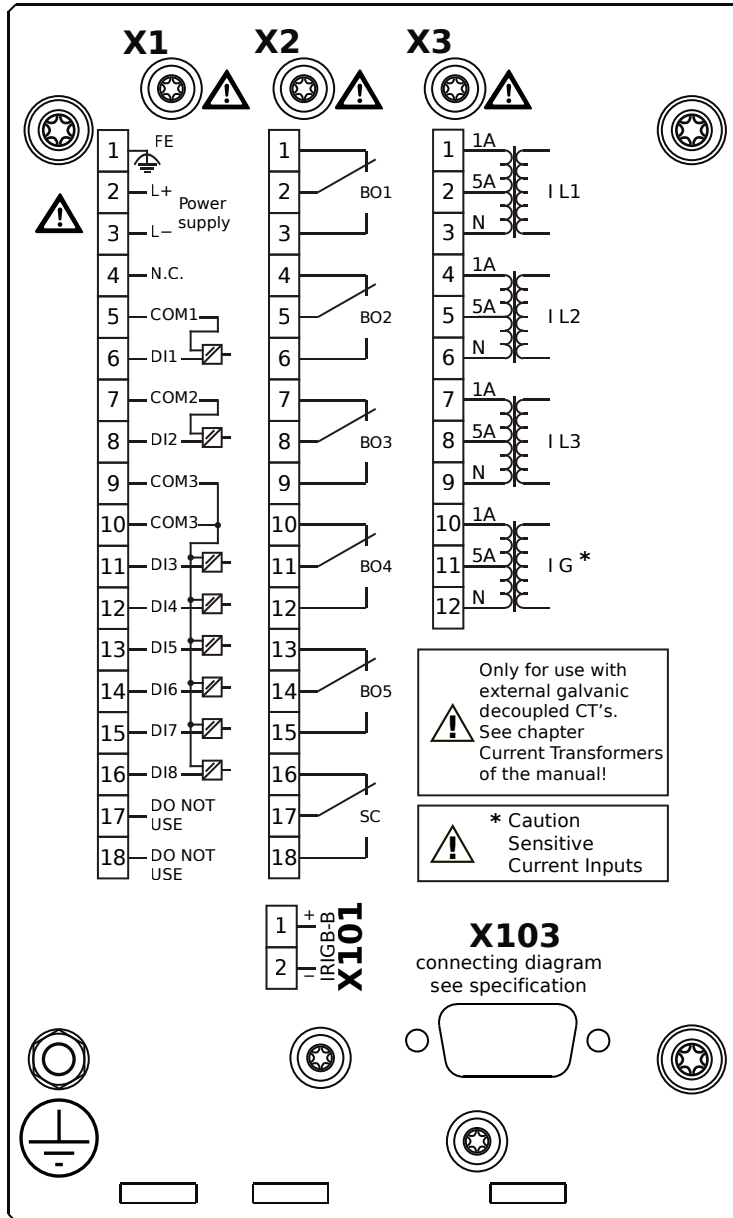 X1 X2 X3
1 FE
2 L+ Power
supply
3 L−
4 N.C.
5 COM1
6 DI1
7 COM2
8 DI2
9 COM3
10 COM3
11 DI3
12 DI4
13 DI5
14 DI6
15 DI7
16 DI8
17 DO NOT
USE
18 DO NOT
USE
1
2 BO1
3
4
5 BO2
6
7
8 BO3
9
10
11 BO4
12
13
14 BO5
15
16
17 SC
18
1 1A
2 5A I L1
3 N
4 1A
5 5A I L2
6 N
7 1A
8 5A I L3
9 N
10 1A
11 5A I G *
12 N
Only for use with
external galvanic
decoupled CT's.
See chapter
Current Transformers
of the manual!
* Caution
Sensitive
Current Inputs
1 +
2 −
IRIGB-B
X101
X103
connecting diagram
see specification